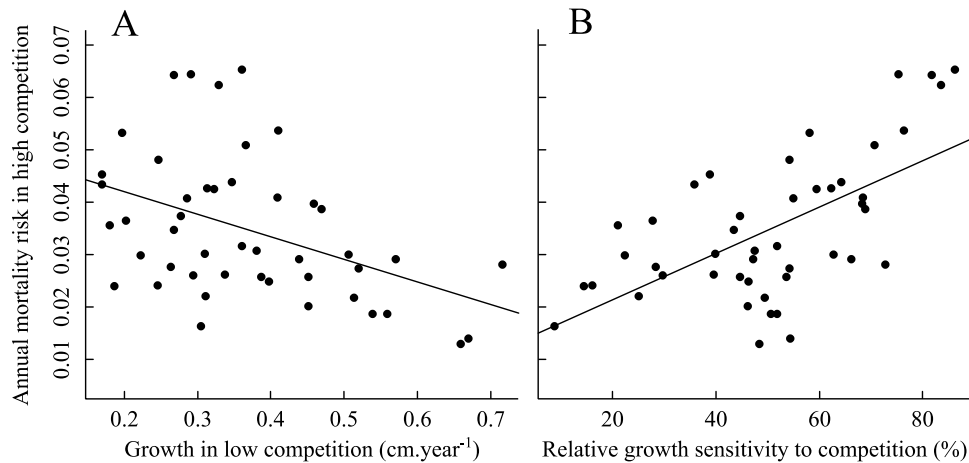 A
B
Annual mortality risk in high competition
0.07
0.06
0.05
0.04
0.03
0.02
0.01
0.2 0.3 0.4 0.5 0.6 0.7
20 40 60 80
Growth in low competition (cm.year-1)
Relative growth sensitivity to competition (%)